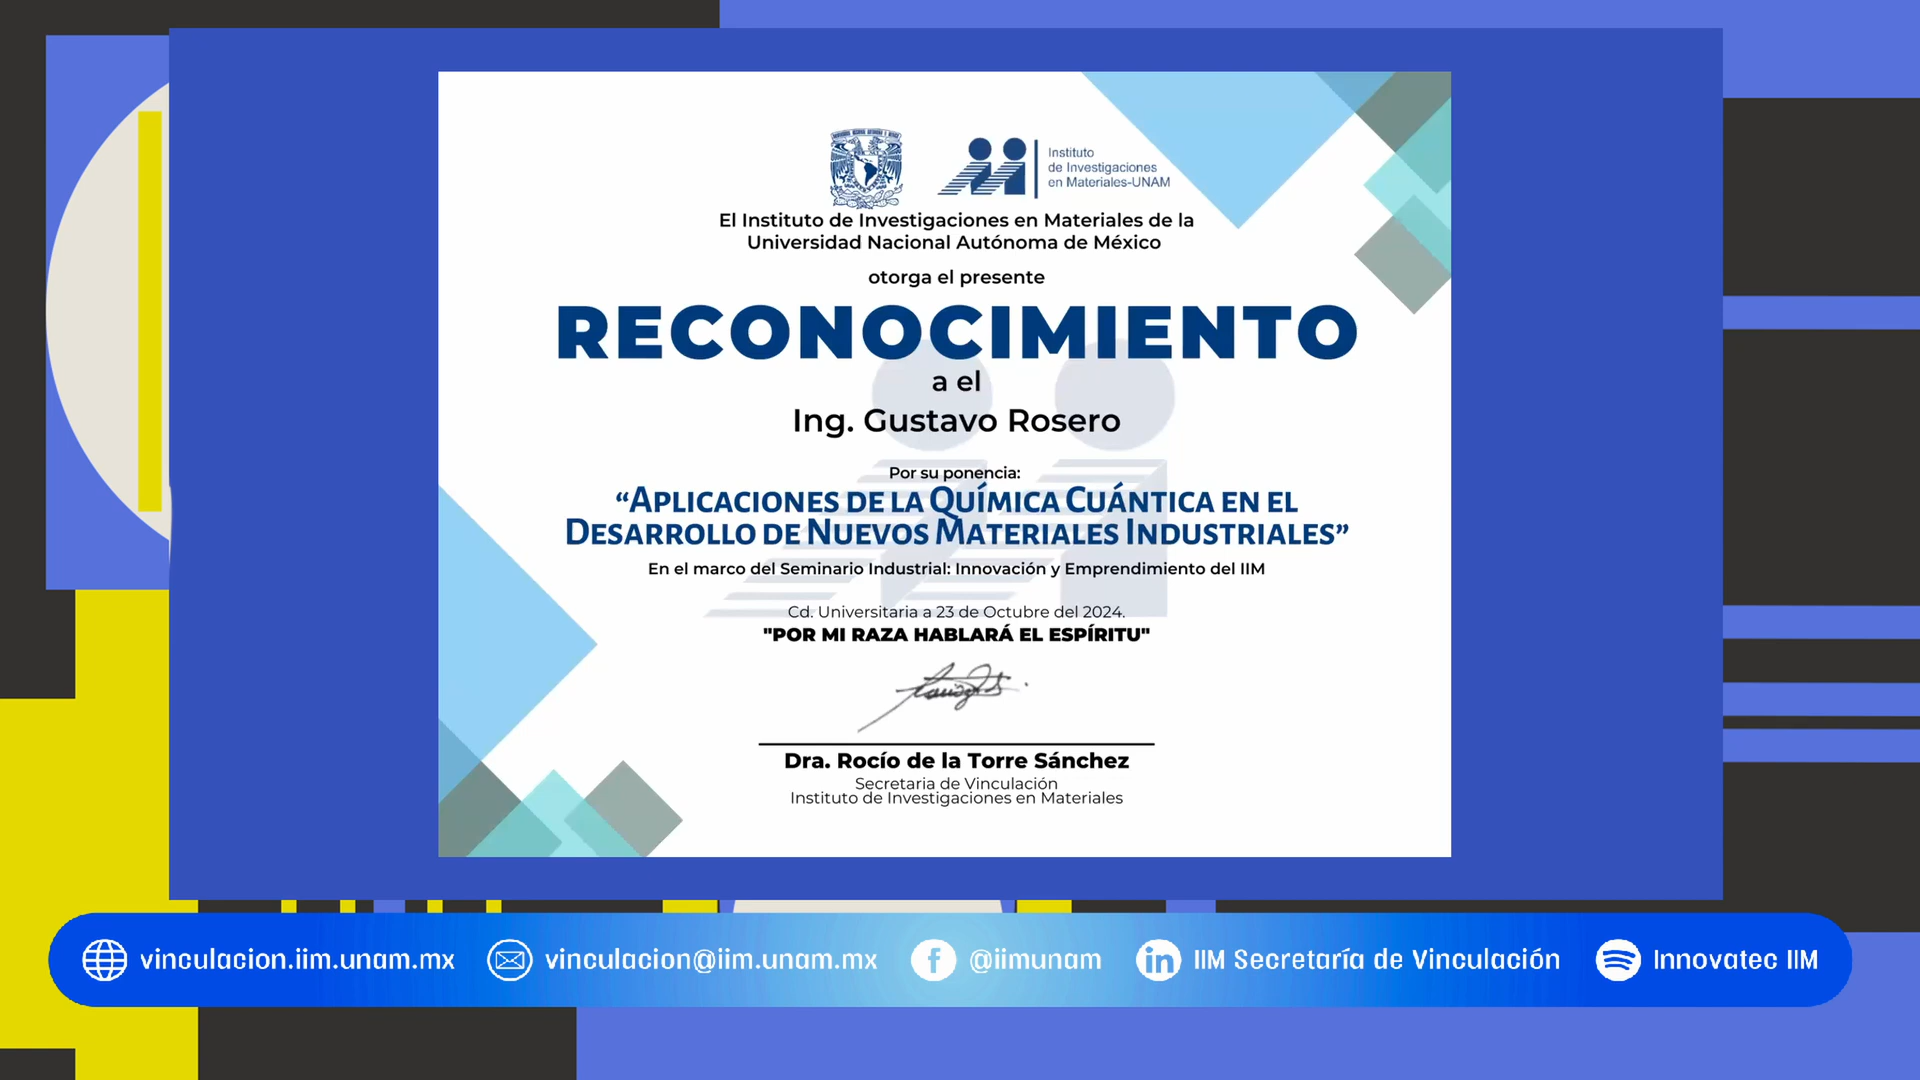 Instituto
de Investigaciones
en Materiales-UNAM
El Instituto de Investigaciones en Materiales de la
Universidad Nacional Autónoma de México
otorga el presente
RECONOCIMIENTO
a el
Ing. Gustavo Rosero
Por su ponencia:
“APLICACIONES DE LA QUÍMICA CUÁNTICA EN EL
DESARROLLO DE NUEVOS MATERIALES INDUSTRIALES”
En el marco del Seminario Industrial: Innovación y Emprendimiento del IIM
Cd. Universitaria a 23 de Octubre del 2024.
"POR MI RAZA HABLARÁ EL ESPÍRITU"
Dra. Rocío de la Torre Sánchez
Secretaria de Vinculación
Instituto de Investigaciones en Materiales
vinculacion.iim.unam.mx
vinculacion@iim.unam.mx
@iimunam
IIM Secretaría de Vinculación
Innovatec IIM